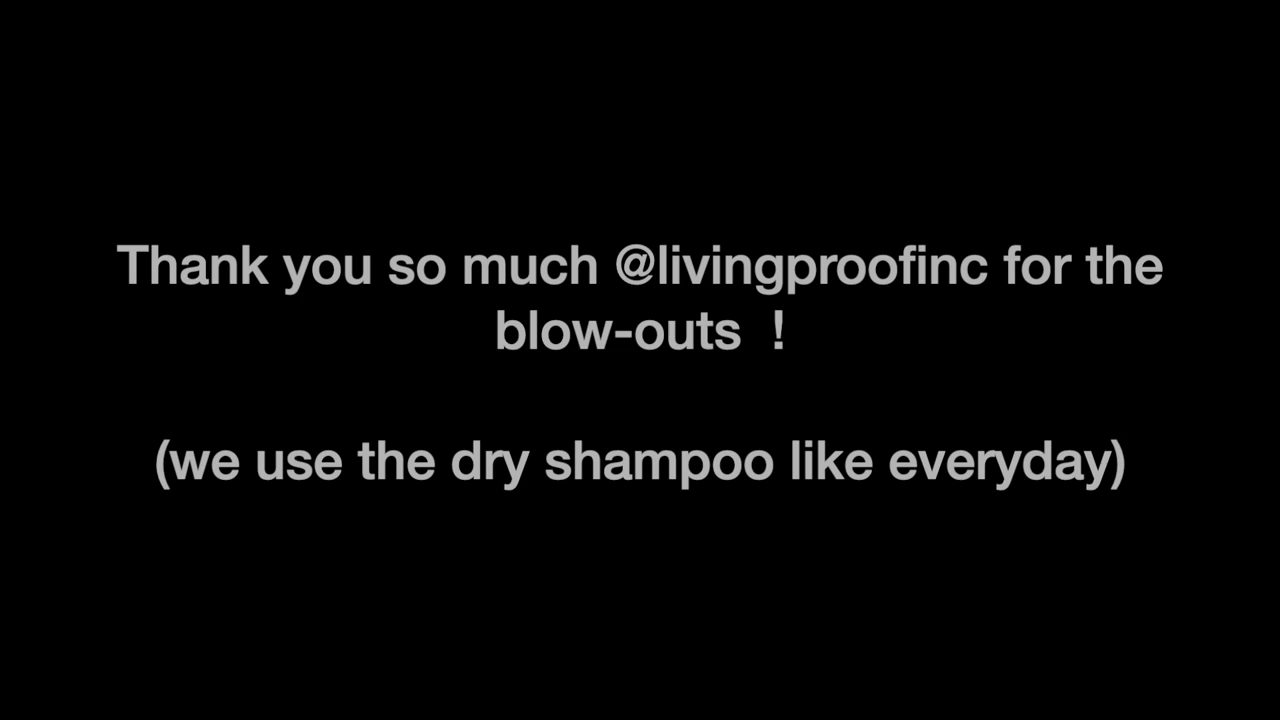 Thank you so much @livingproofinc for the
blow-outs  !
(we use the dry shampoo like everyday)